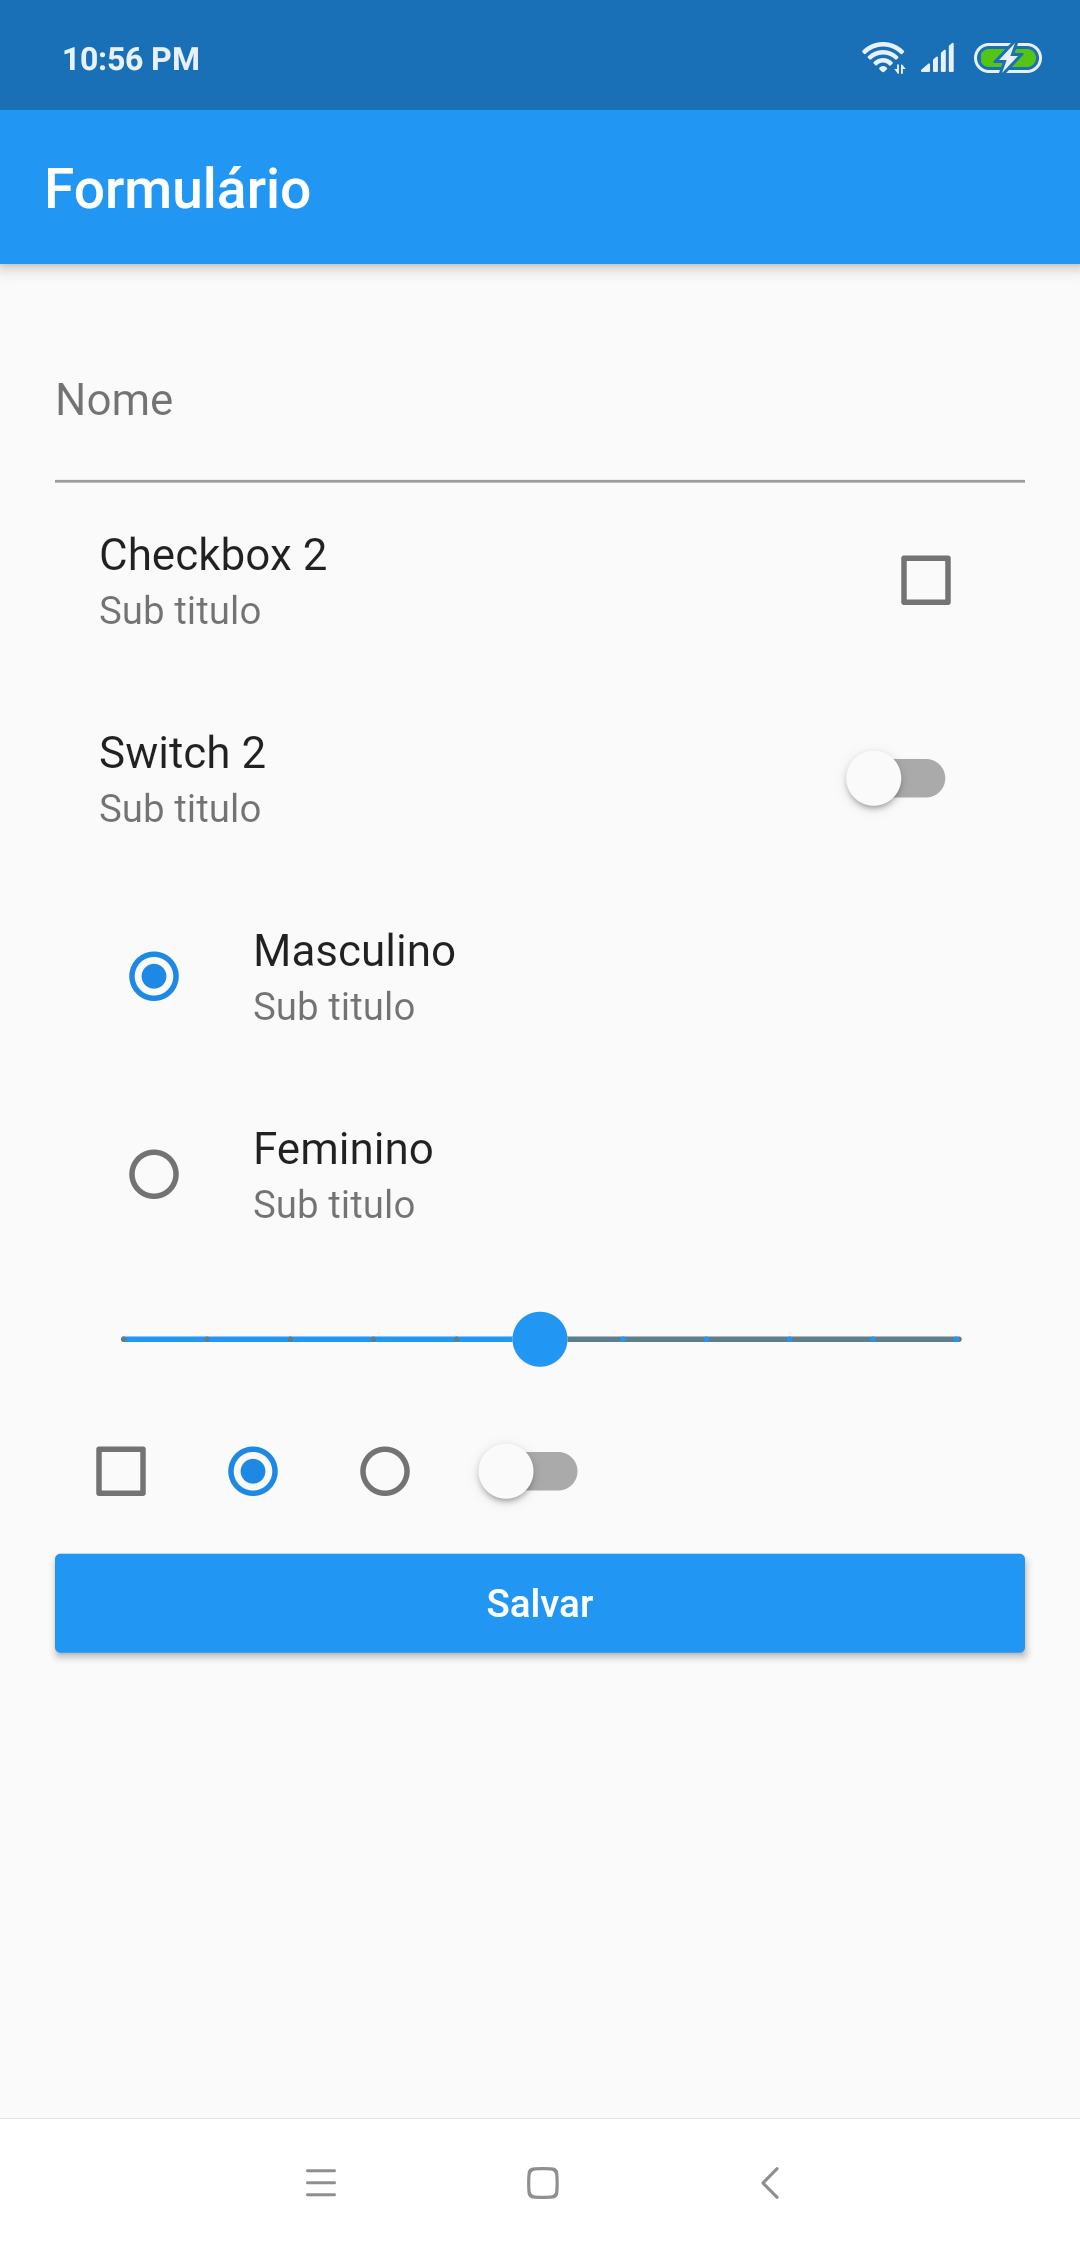 10:56 PM
Formulário
Nome
Checkbox 2
Sub titulo
Switch 2
Sub titulo
Masculino
Sub titulo
Feminino
Sub titulo
Salvar